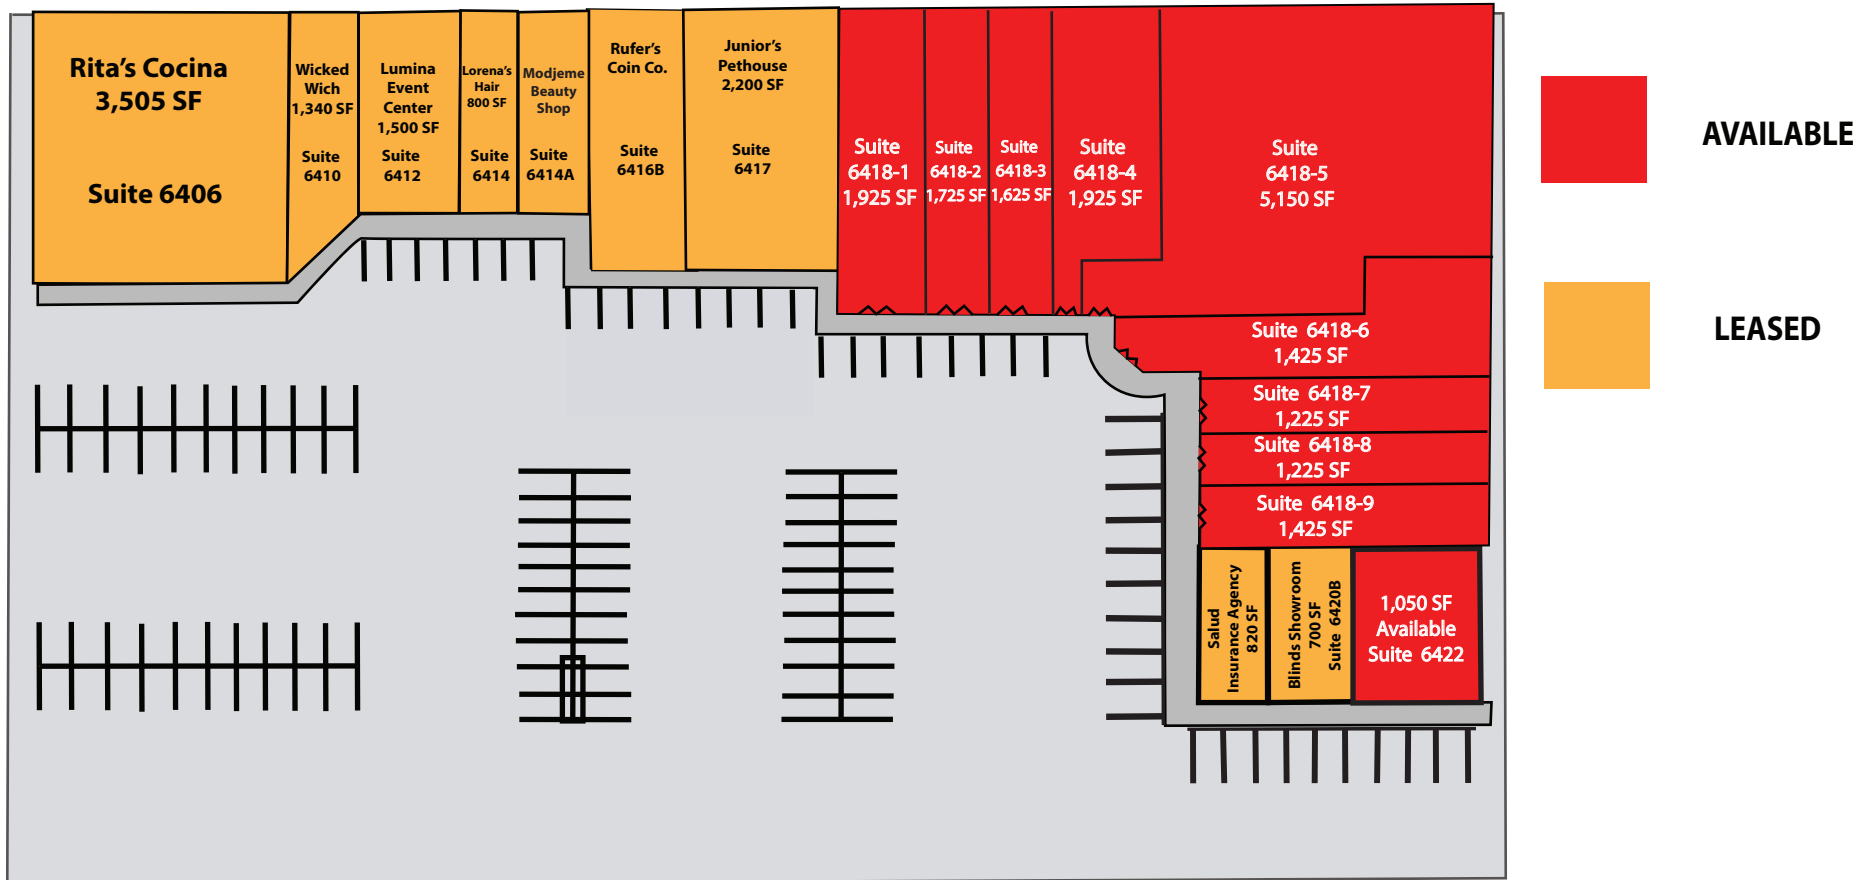 Rita's Cocina
3,505 SF
Suite 6406
Wicked
Wich
1,340 SF
Suite
6410
Lumina
Event
Center
1,500 SF
Suite
6412
Lorena's
Hair
800 SF
Suite
6414
Modjeme
Beauty
Shop
Suite
6414A
Rufer's
Coin Co.
Suite
6416B
Junior's
Pethouse
2,200 SF
Suite
6417
Suite
6418-1
1,925 SF
Suite
6418-2
1,725 SF
Suite
6418-3
1,625 SF
Suite
6418-4
1,925 SF
Suite
6418-5
5,150 SF
Suite 6418-6
1,425 SF
Suite 6418-7
1,225 SF
Suite 6418-8
1,225 SF
Suite 6418-9
1,425 SF
Salud
Insurance Agency
820 SF
Blinds Showroom
700 SF
Suite 6420B
1,050 SF
Available
Suite 6422
AVAILABLE
LEASED